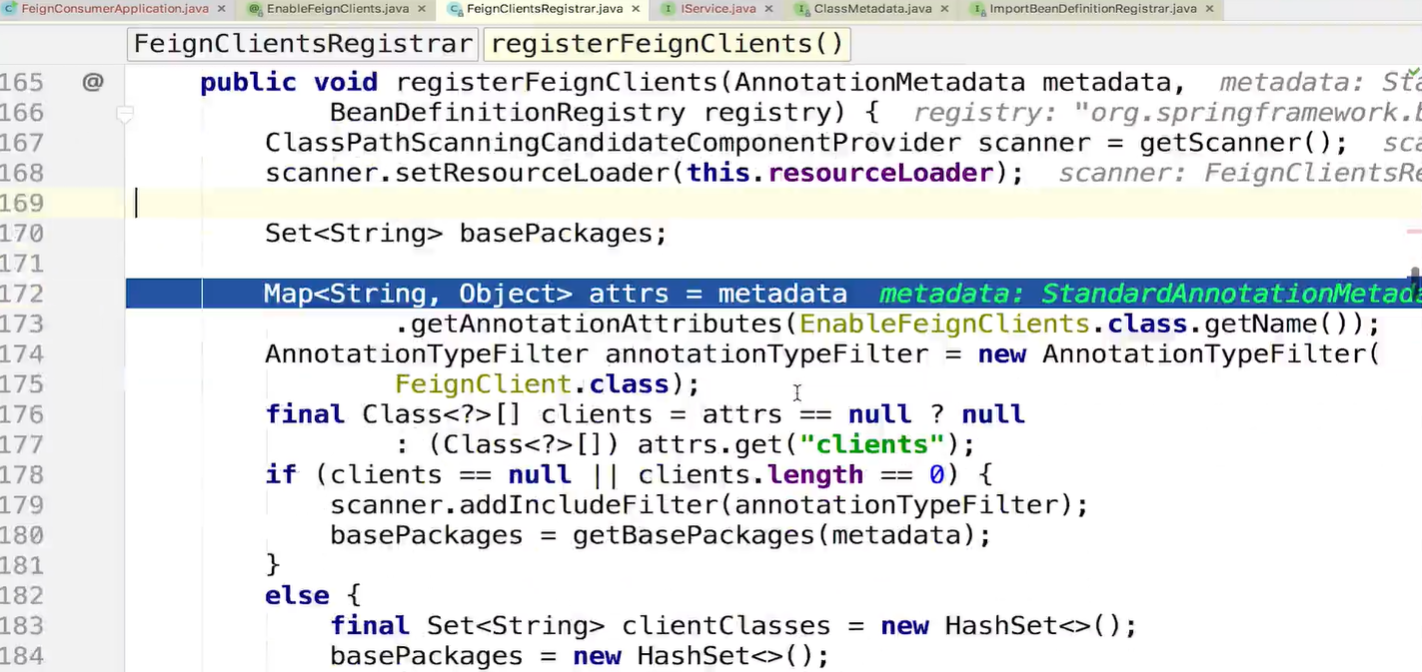 FeignConsumerApplication.java × EnableFeignClients.java × FeignClientsRegistrar.java × IService.java × ClassMetadata.java × ImportBeanDefinitionRegistrar.java ×
FeignClientsRegistrar registerFeignClients()
165 @ public void registerFeignClients(AnnotationMetadata metadata, metadata: Sta
166 BeanDefinitionRegistry registry) { registry: "org.springframework.b
167 ClassPathScanningCandidateComponentProvider scanner = getScanner(); sca
168 scanner.setResourceLoader(this.resourceLoader); scanner: FeignClientsRe
169
170 Set<String> basePackages;
171
172 Map<String, Object> attrs = metadata metadata: StandardAnnotationMetada
173 .getAnnotationAttributes(EnableFeignClients.class.getName());
174 AnnotationTypeFilter annotationTypeFilter = new AnnotationTypeFilter(
175 FeignClient.class);
176 final Class<?>[] clients = attrs == null ? null
177 : (Class<?>[]) attrs.get("clients");
178 if (clients == null || clients.length == 0) {
179 scanner.addIncludeFilter(annotationTypeFilter);
180 basePackages = getBasePackages(metadata);
181 }
182 else {
183 final Set<String> clientClasses = new HashSet<>();
184 basePackages = new HashSet<>();